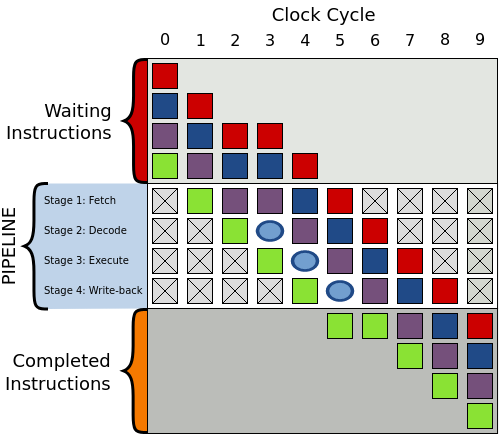 Clock Cycle
0 1 2 3 4 5 6 7 8 9
Waiting
Instructions
PIPELINE
Stage 1: Fetch
Stage 2: Decode
Stage 3: Execute
Stage 4: Write-back
Completed
Instructions